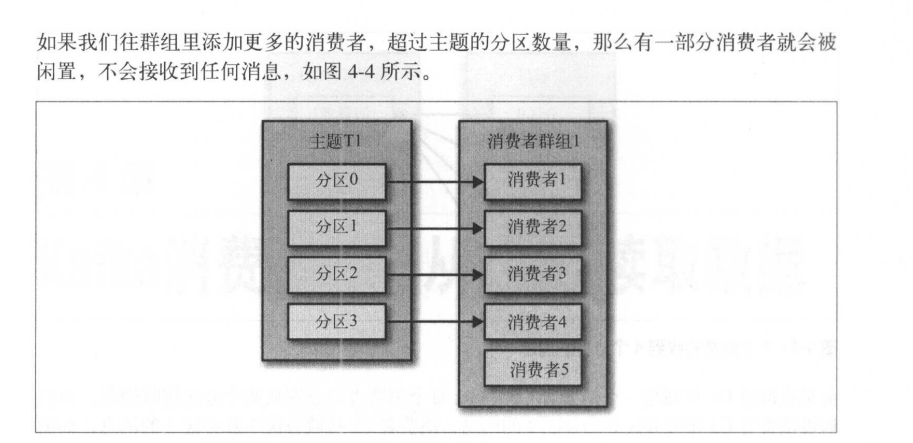 如果我们往群组里添加更多的消费者，超过主题的分区数量，那么有一部分消费者就会被
闲置，不会接收到任何消息，如图 4-4 所示。
主题T1
消费者群组1
分区0
消费者1
分区1
消费者2
分区2
消费者3
分区3
消费者4
消费者5